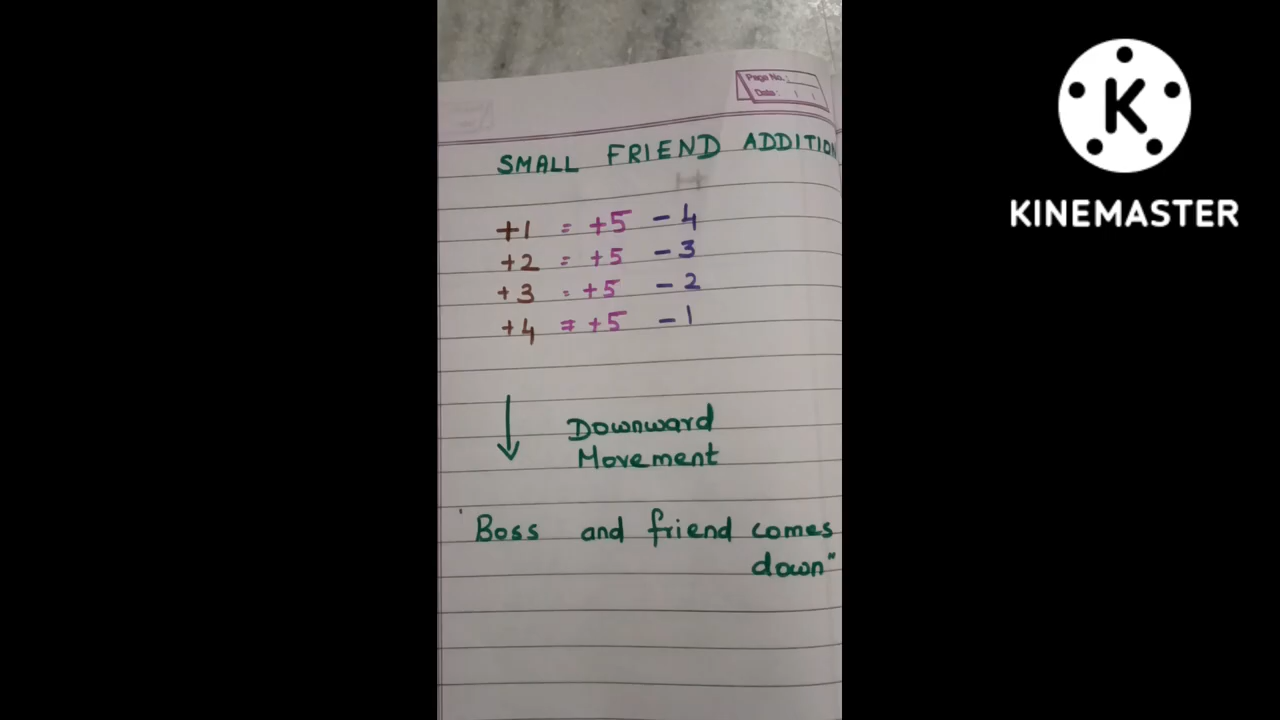 Page No.:
Date:
SMALL FRIEND ADDITION
+1 = +5 - 4
+2 = +5 - 3
+3 = +5 - 2
+4 = +5 - 1
↓ Downward
Movement
'Boss and friend comes
down"
K
KINEMASTER